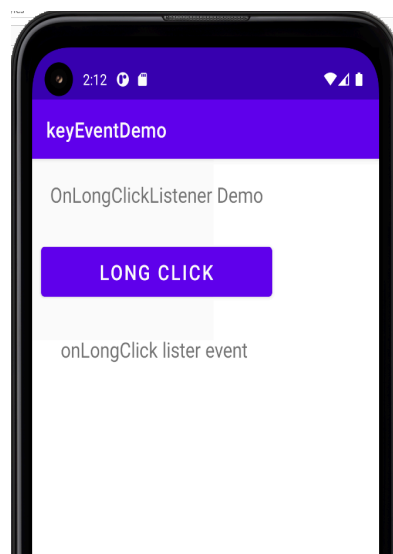 2:12
keyEventDemo
OnLongClickListener Demo
LONG CLICK
onLongClick lister event